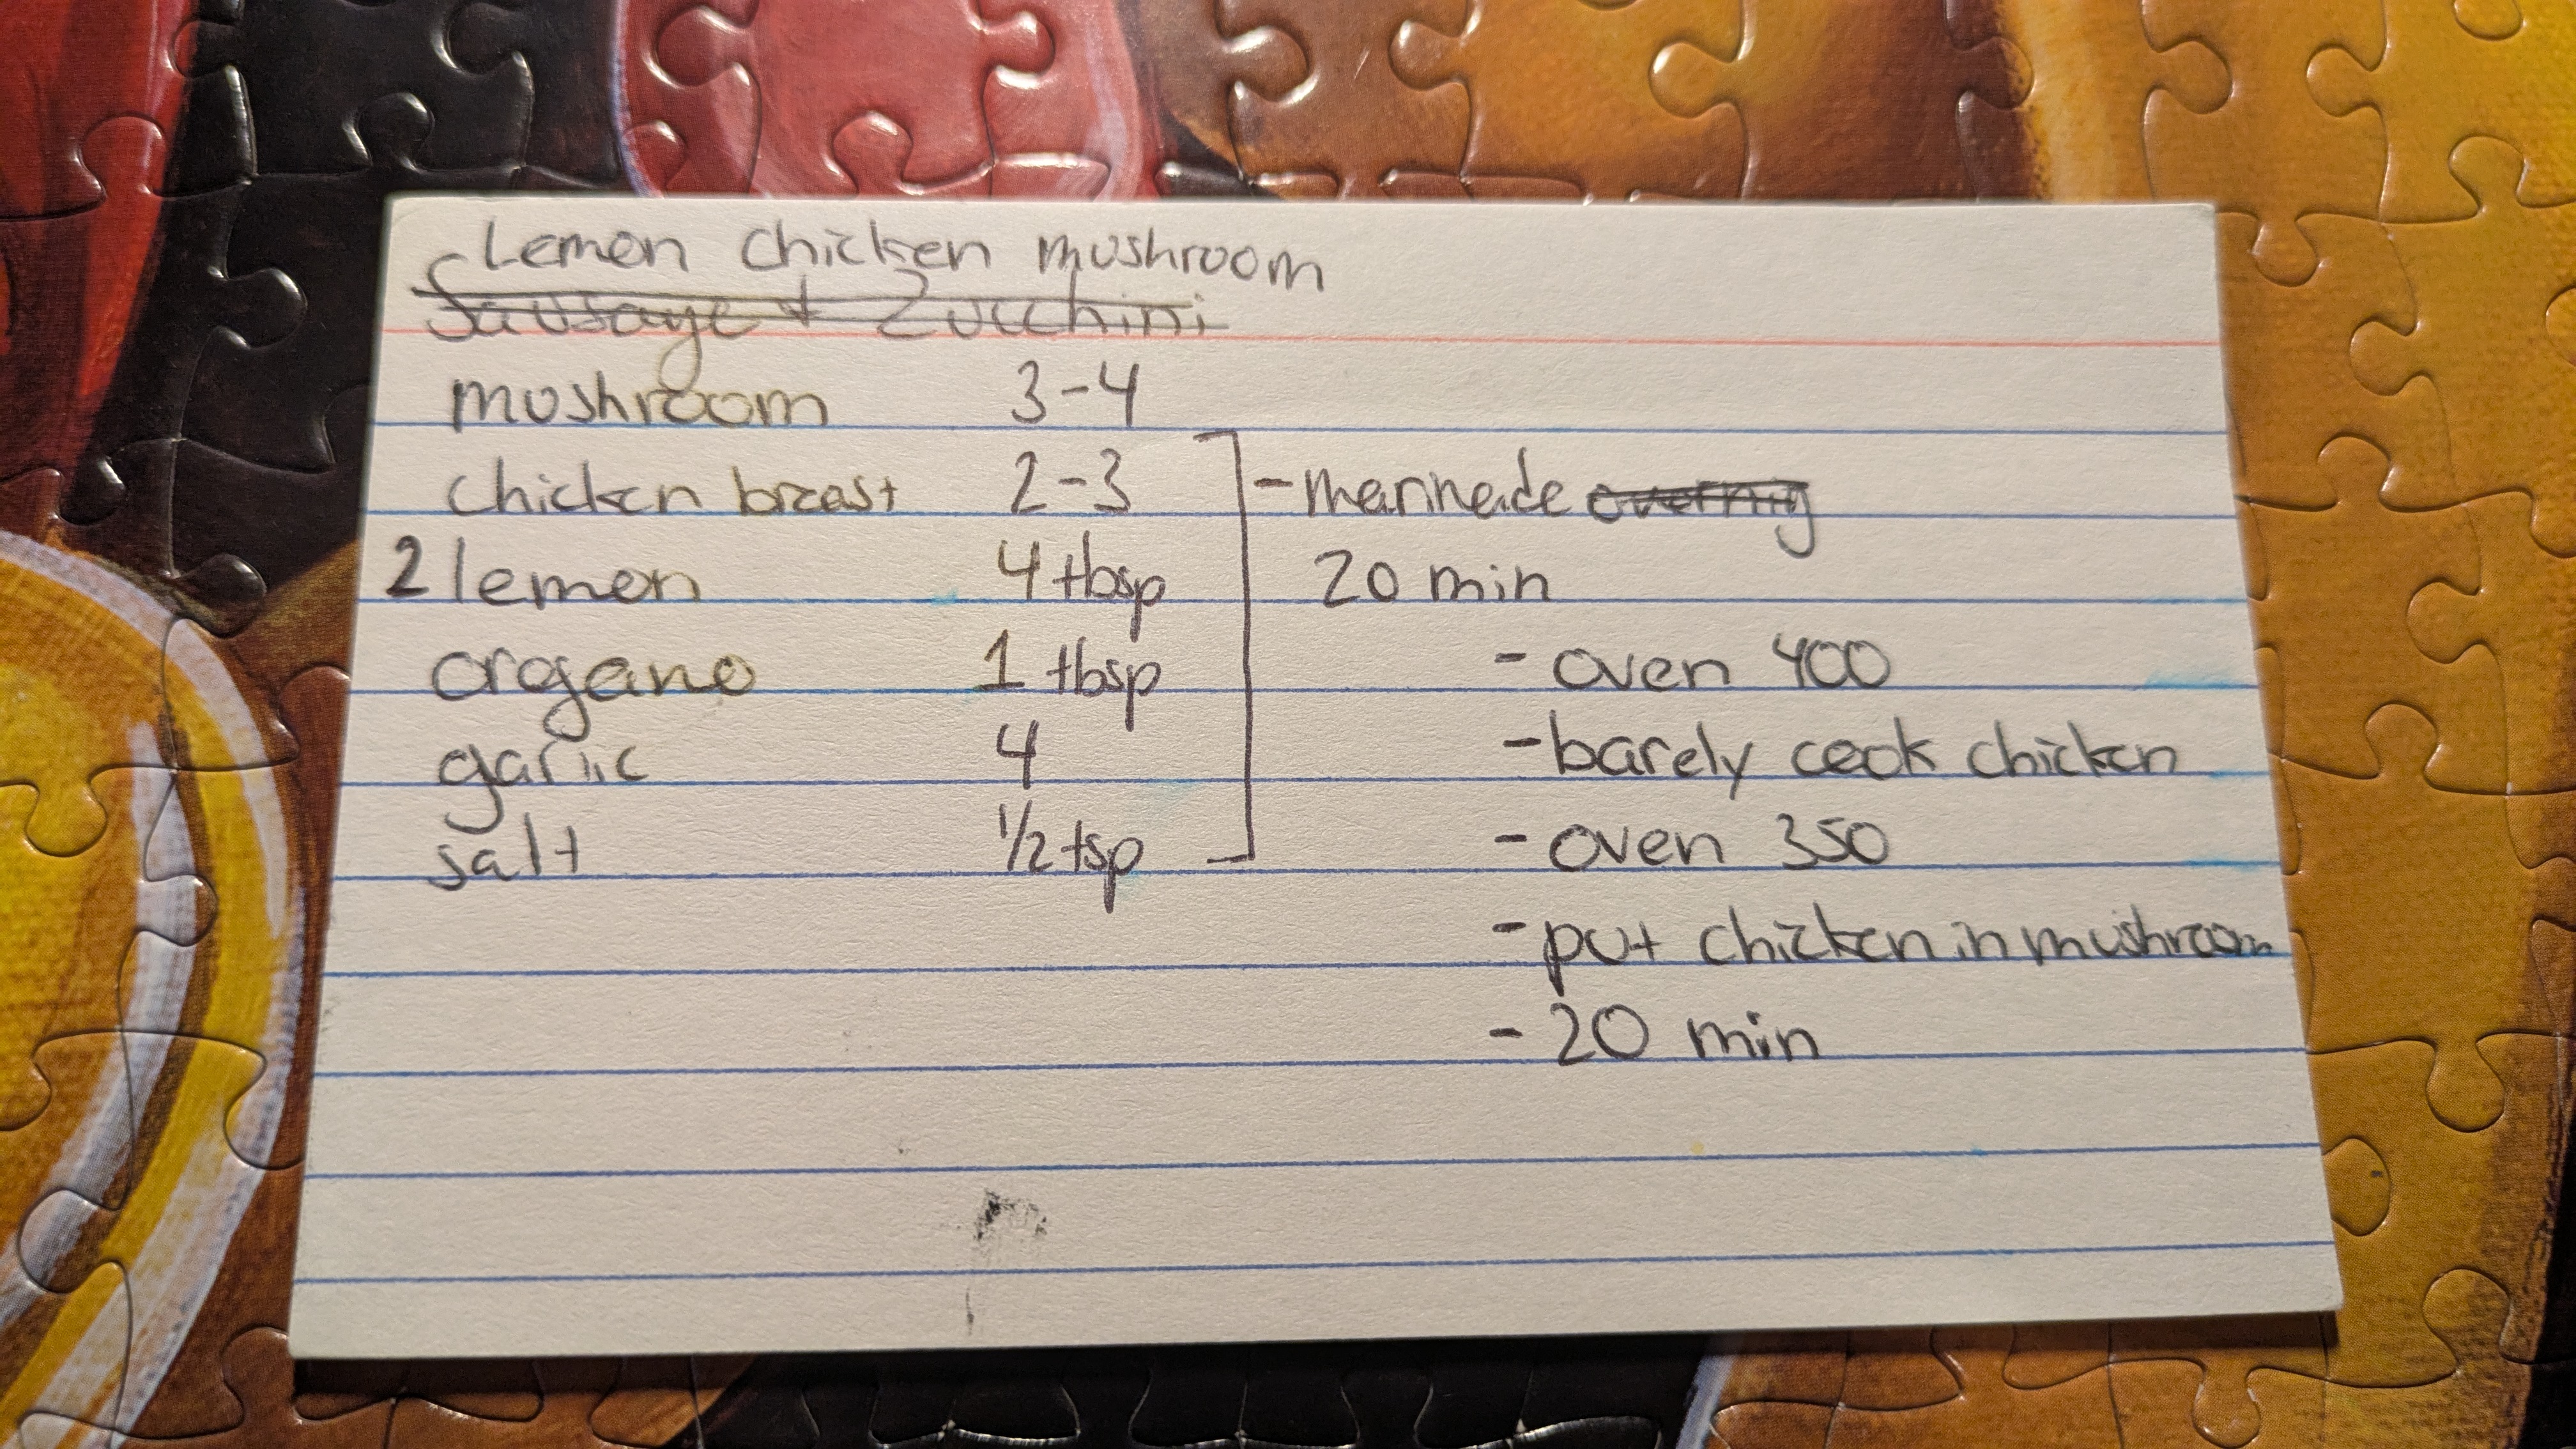 Lemon Chicken mushroom
Sausage & Zucchini
mushroom 3-4
chicken breast 2-3 - marinade overnig
2 lemon 4 tbsp 20 min
orgeano 1 tbsp - oven 400
garlic 4 - barely cook chicken
salt 1/2 tsp - oven 350
- put chicken in mushroom
- 20 min